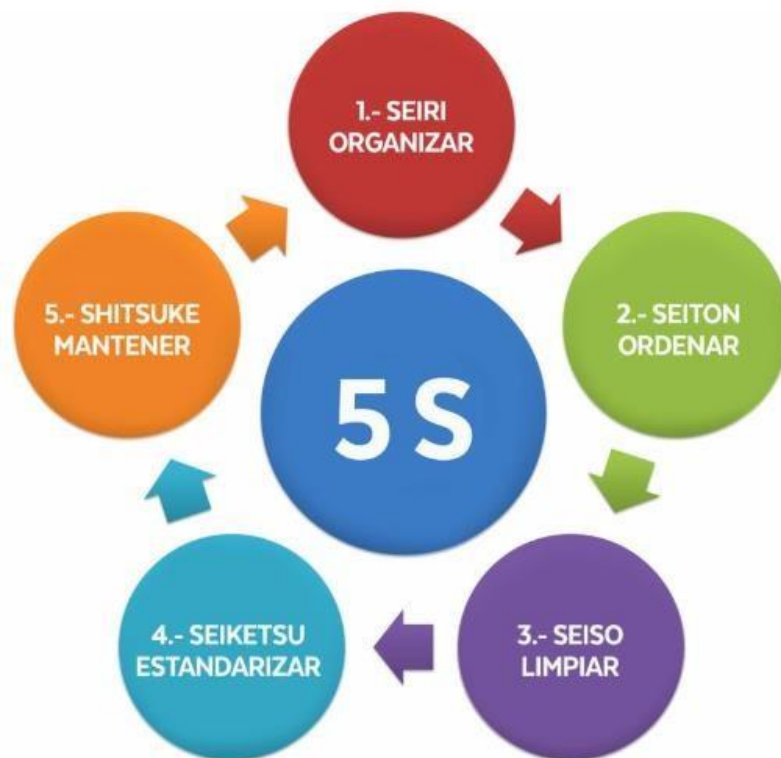 1.- SEIRI
ORGANIZAR
2.- SEITON
ORDENAR
3.- SEISO
LIMPIAR
4.- SEIKETSU
ESTANDARIZAR
5.- SHITSUKE
MANTENER
5 S